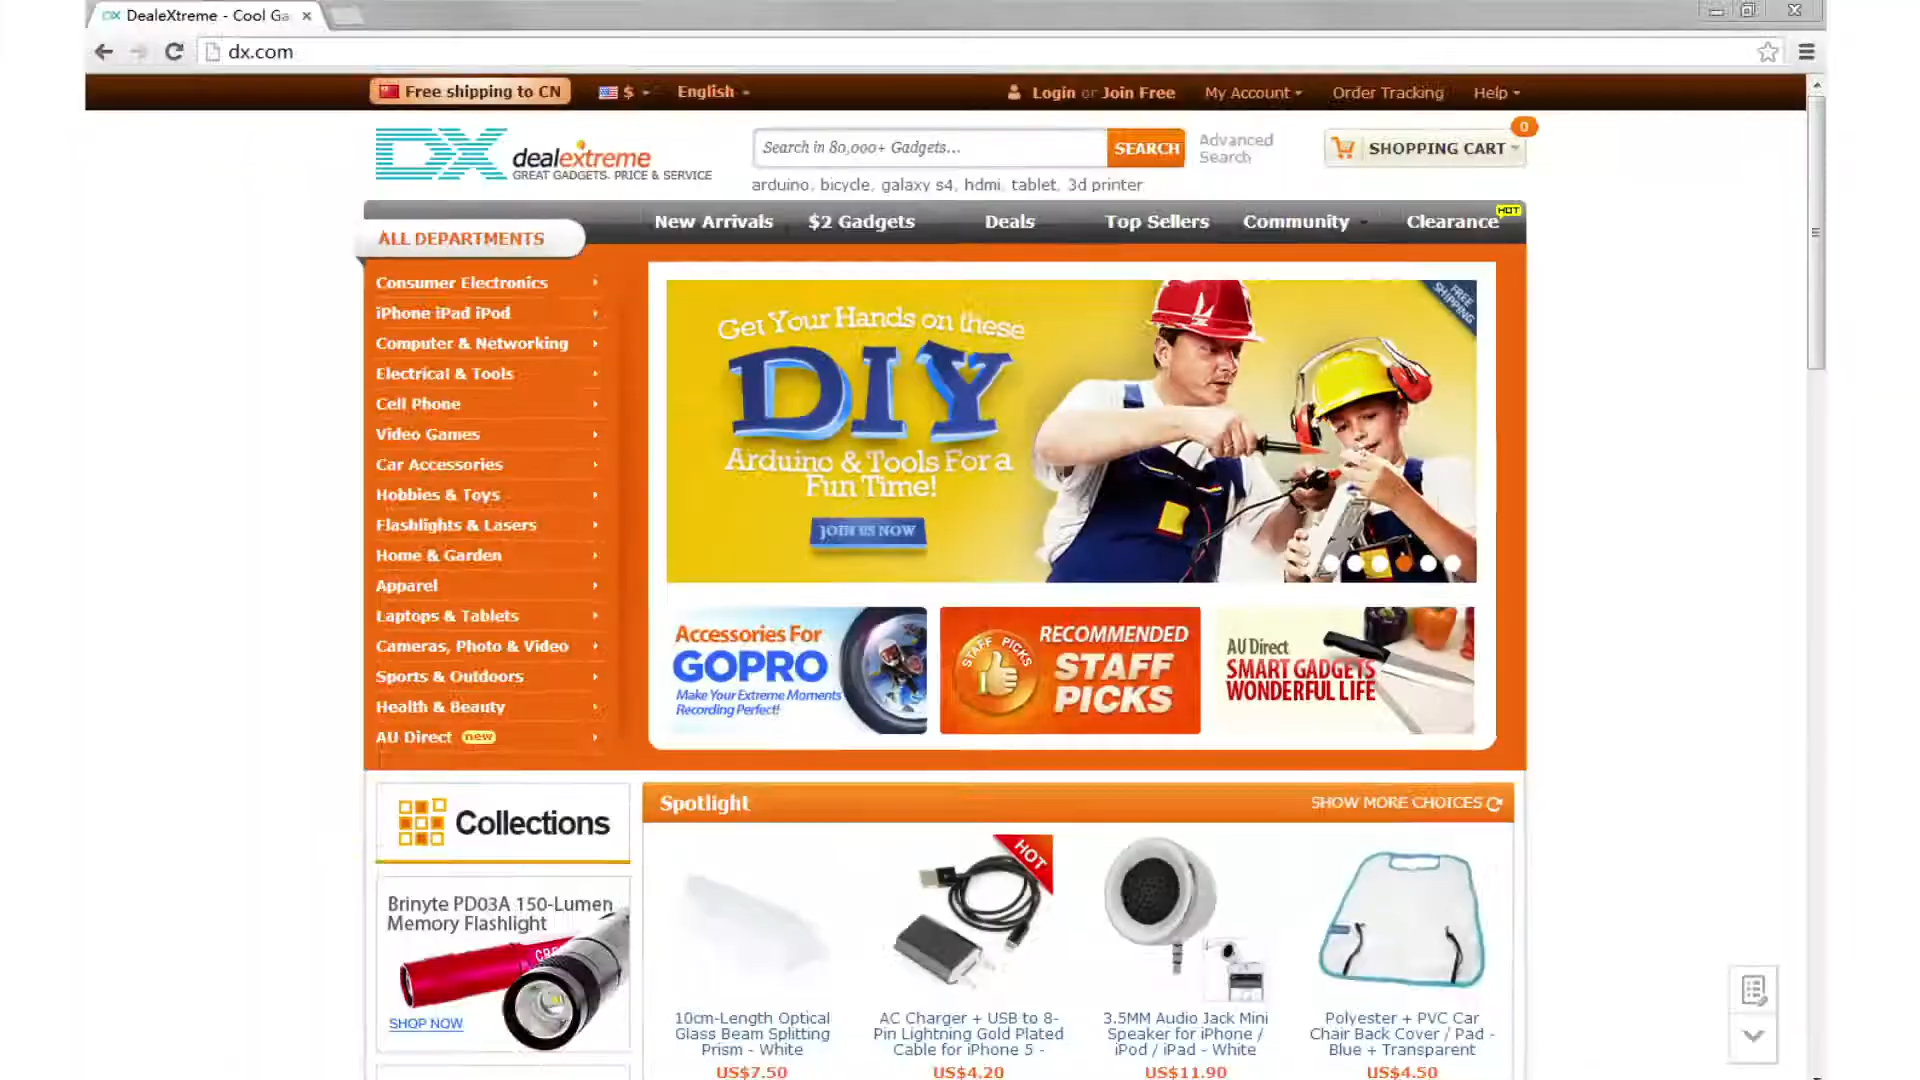 DX DealeXtreme - Cool Ga
dx.com
Free shipping to CN
$
English
Login or Join Free
My Account
Order Tracking
Help
DX dealextreme
GREAT GADGETS. PRICE & SERVICE
Search in 80,000+ Gadgets...
SEARCH
Advanced
Search
0
SHOPPING CART
arduino, bicycle, galaxy s4, hdmi, tablet, 3d printer
ALL DEPARTMENTS
New Arrivals
$2 Gadgets
Deals
Top Sellers
Community
Clearance
HOT
Consumer Electronics
iPhone iPad iPod
Computer & Networking
Electrical & Tools
Cell Phone
Video Games
Car Accessories
Hobbies & Toys
Flashlights & Lasers
Home & Garden
Apparel
Laptops & Tablets
Cameras, Photo & Video
Sports & Outdoors
Health & Beauty
AU Direct new
FREE
SHIPPING
Get Your Hands on these
DIY
Arduino & Tools For a
Fun Time!
JOIN US NOW
Accessories For
GOPRO
Make Your Extreme Moments
Recording Perfect!
STAFF PICKS
RECOMMENDED
STAFF
PICKS
AU Direct
SMART GADGETS
WONDERFUL LIFE
Collections
Brinyte PD03A 150-Lumen
Memory Flashlight
CRE
SHOP NOW
Spotlight
SHOW MORE CHOICES
HOT
10cm-Length Optical
Glass Beam Splitting
Prism - White
US$7.50
AC Charger + USB to 8-
Pin Lightning Gold Plated
Cable for iPhone 5 -
US$4.20
3.5MM Audio Jack Mini
Speaker for iPhone /
iPod / iPad - White
US$11.90
Polyester + PVC Car
Chair Back Cover / Pad -
Blue + Transparent
US$4.50